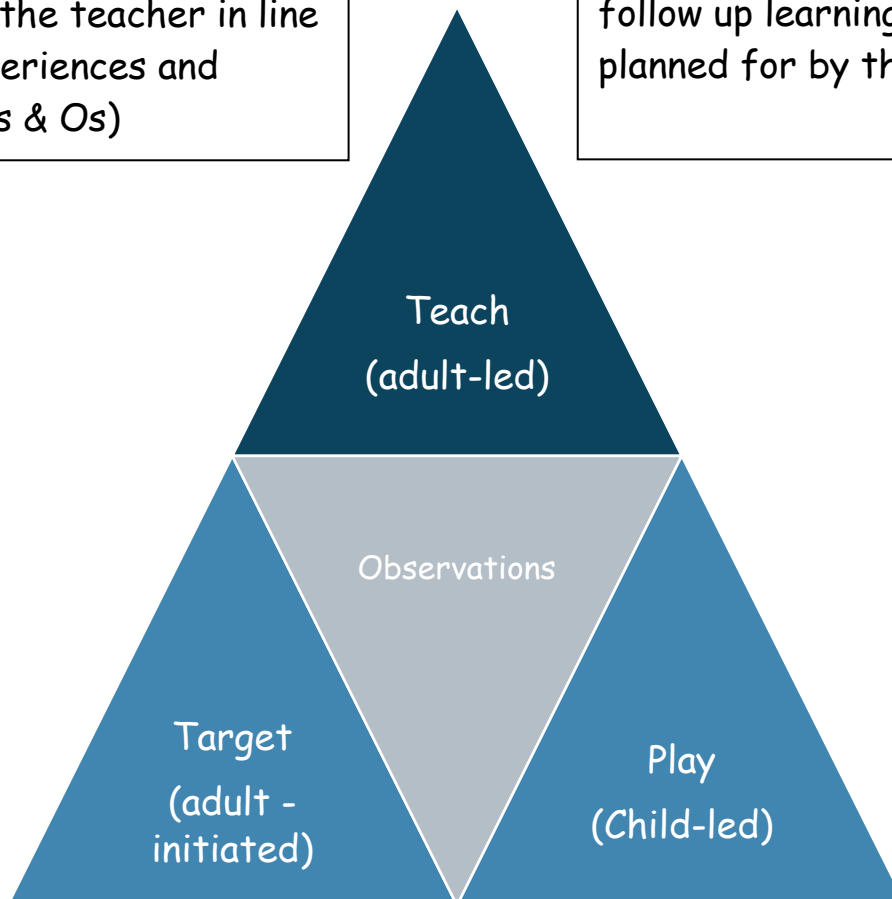 the teacher in line
eriences and
s & Os)
follow up learning
planned for by th
Teach
(adult-led)
Observations
Target
(adult -
initiated)
Play
(Child-led)